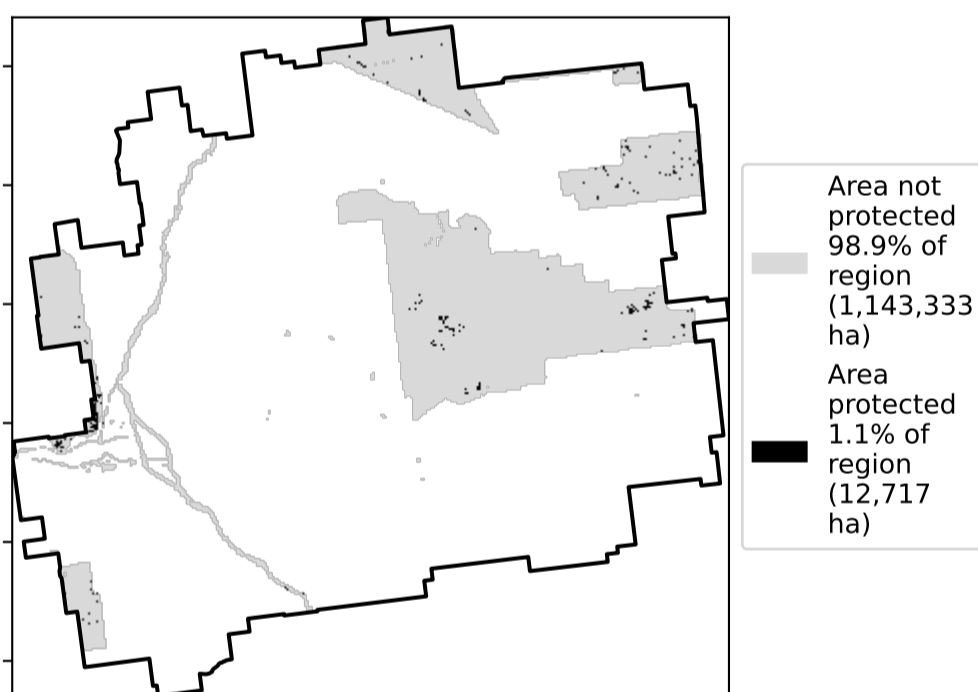 Area not
protected
98.9% of
region
(1,143,333
ha)
Area
protected
1.1% of
region
(12,717
ha)